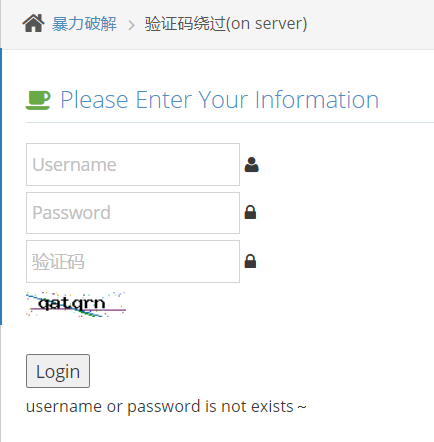 暴力破解 > 验证码绕过(on server)
Please Enter Your Information
Username
Password
验证码
qatqrn
Login
username or password is not exists～